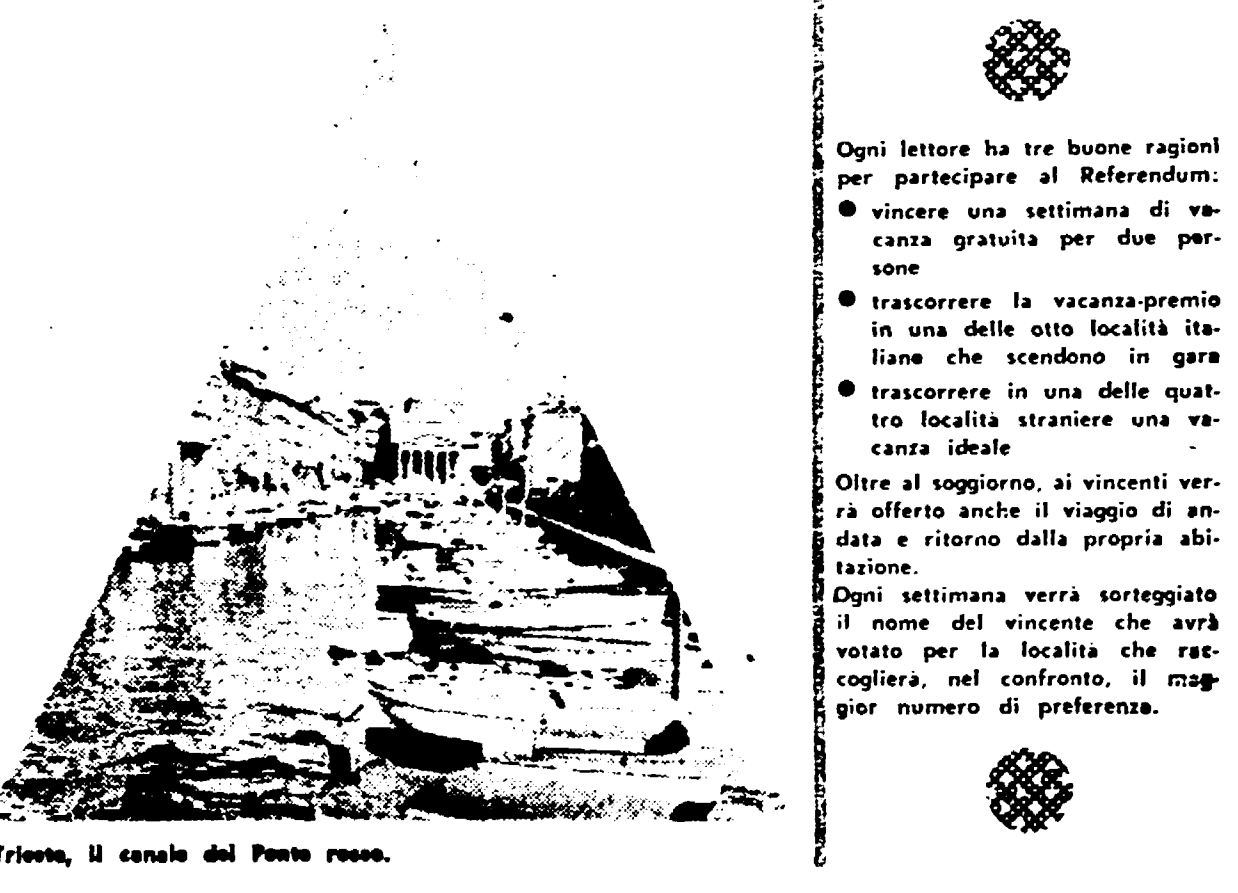 Ogni lettore ha tre buone ragioni
per partecipare al Referendum:
● vincere una settimana di va-
canza gratuita per due per-
sone
● trascorrere la vacanza-premio
in una delle otto località ita-
liane che scendono in gara
● trascorrere in una delle quat-
tro località straniere una va-
canza ideale
Oltre al soggiorno, ai vincenti ver-
rà offerto anche il viaggio di an-
data e ritorno dalla propria abi-
tazione.
Ogni settimana verrà sorteggiato
il nome del vincente che avrà
votato per la località che rac-
coglierà, nel confronto, il mag-
gior numero di preferenze.
Trieste, il canale del Ponte rosso.